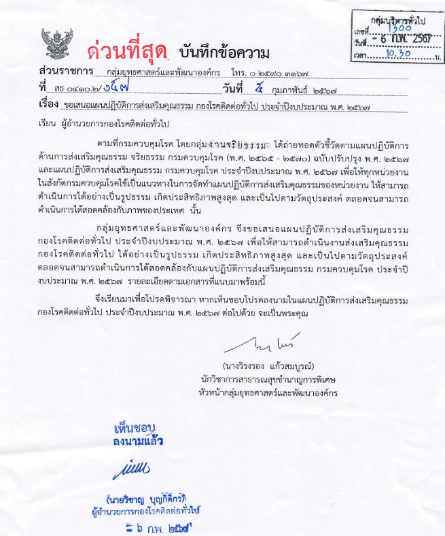 กลุ่มบริหารทั่วไป
เลขที่ 1300
วันที่ - 6 ก.พ. 2567
เวลา 10.30 น.
ด่วนที่สุด บันทึกข้อความ
ส่วนราชการ กลุ่มยุทธศาสตร์และพัฒนาองค์กร โทร. ๐ ๒๕๙๐ ๓๑๖๗
ที่ สธ ๐๔๑๐.๒/ วันที่ ๕ กุมภาพันธ์ ๒๕๖๗
เรื่อง ขอเสนอแผนปฏิบัติการส่งเสริมคุณธรรม กองโรคติดต่อทั่วไป ประจำปีงบประมาณ พ.ศ. ๒๕๖๗
เรียน ผู้อำนวยการกองโรคติดต่อทั่วไป
ตามที่กรมควบคุมโรค โดยกลุ่มงานจริยธรรม ได้ถ่ายทอดตัวชี้วัดตามแผนปฏิบัติการ
ด้านการส่งเสริมคุณธรรม จริยธรรม กรมควบคุมโรค (พ.ศ. ๒๕๖๕ - ๒๕๗๐) ฉบับปรับปรุง พ.ศ. ๒๕๖๗
และแผนปฏิบัติการส่งเสริมคุณธรรม กรมควบคุมโรค ประจำปีงบประมาณ พ.ศ. ๒๕๖๗ เพื่อให้ทุกหน่วยงาน
ในสังกัดกรมควบคุมโรคใช้เป็นแนวทางในการจัดทำแผนปฏิบัติการส่งเสริมคุณธรรมของหน่วยงาน ให้สามารถ
ดำเนินการได้อย่างเป็นรูปธรรม เกิดประสิทธิภาพสูงสุด และเป็นไปตามวัตถุประสงค์ ตลอดจนสามารถ
ดำเนินการได้สอดคล้องกับภาพของประเทศ นั้น
กลุ่มยุทธศาสตร์และพัฒนาองค์กร จึงขอเสนอแผนปฏิบัติการส่งเสริมคุณธรรม
กองโรคติดต่อทั่วไป ประจำปีงบประมาณ พ.ศ. ๒๕๖๗ เพื่อให้สามารถดำเนินงานส่งเสริมคุณธรรม
กองโรคติดต่อทั่วไป ได้อย่างเป็นรูปธรรม เกิดประสิทธิภาพสูงสุด และเป็นไปตามวัตถุประสงค์
ตลอดจนสามารถดำเนินการได้สอดคล้องกับแผนปฏิบัติการส่งเสริมคุณธรรม กรมควบคุมโรค ประจำปี
งบประมาณ พ.ศ. ๒๕๖๗ รายละเอียดตามเอกสารที่แนบมาพร้อมนี้
จึงเรียนมาเพื่อโปรดพิจารณา หากเห็นชอบโปรดลงนามในแผนปฏิบัติการส่งเสริมคุณธรรม
กองโรคติดต่อทั่วไป ประจำปีงบประมาณ พ.ศ. ๒๕๖๗ ต่อไปด้วย จะเป็นพระคุณ
(นางวิรงรอง แก้วสมบูรณ์)
นักวิชาการสาธารณสุขชำนาญการพิเศษ
หัวหน้ากลุ่มยุทธศาสตร์และพัฒนาองค์กร
เห็นชอบ
ลงนามแล้ว
(นายวิชาญ บุญกิติกร)
ผู้อำนวยการกองโรคติดต่อทั่วไป
- ๖ ก.พ. ๒๕๖๗